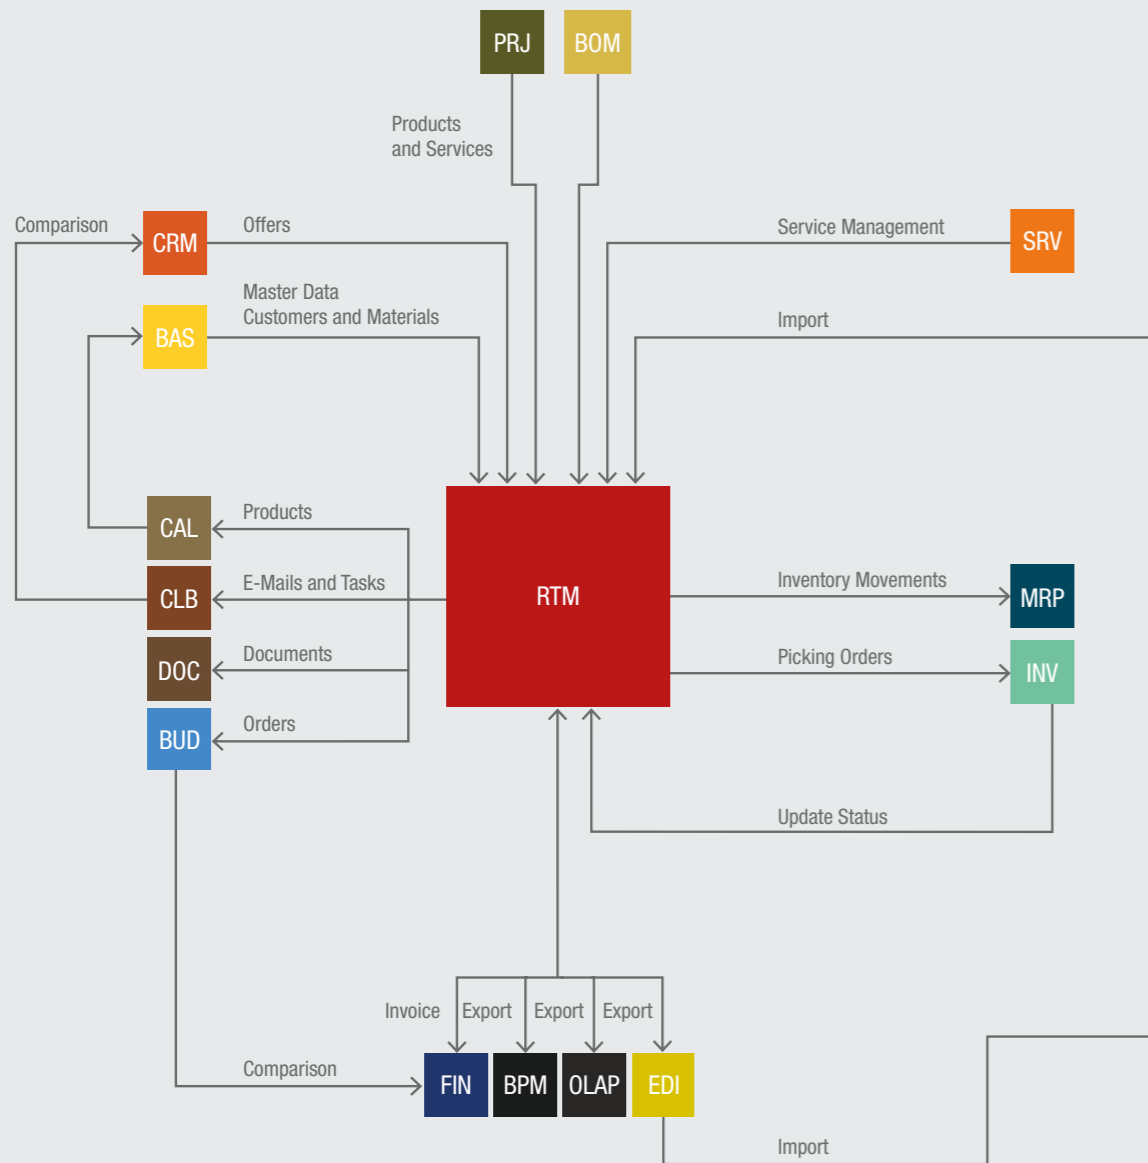 PRJ
BOM
Products
and Services
Comparison
CRM
Offers
Service Management
SRV
Master Data
Customers and Materials
BAS
Import
CAL
Products
CLB
E-Mails and Tasks
RTM
Inventory Movements
MRP
DOC
Documents
Picking Orders
INV
BUD
Orders
Update Status
Invoice
Export
Export
Export
Comparison
FIN
BPM
OLAP
EDI
Import